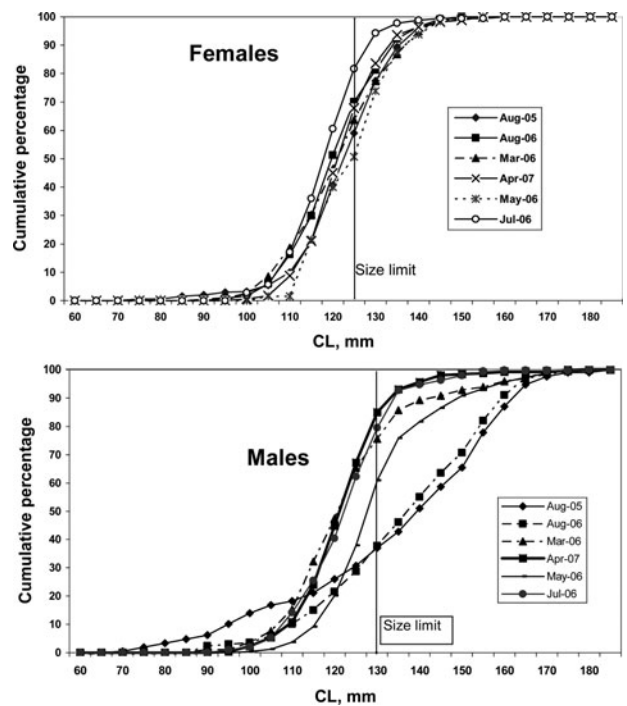 100
90
80
70
60
50
40
30
20
10
0
Cumulative percentage
Females
Aug-05
Aug-06
Mar-06
Apr-07
May-06
Jul-06
Size limit
60 70 80 90 100 110 120 130 140 150 160 170 180
CL, mm
100
90
80
70
60
50
40
30
20
10
0
Cumulative percentage
Males
Aug-05
Aug-06
Mar-06
Apr-07
May-06
Jul-06
Size limit
60 70 80 90 100 110 120 130 140 150 160 170 180
CL, mm